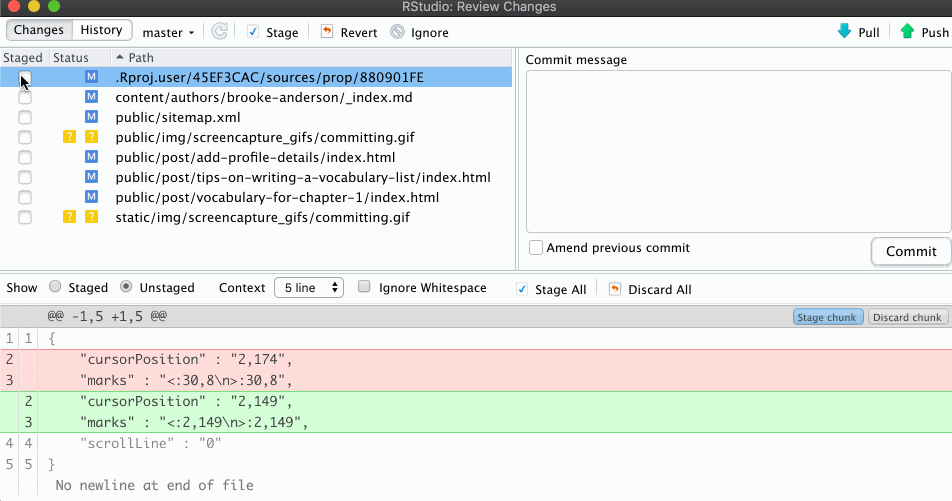 RStudio: Review Changes
Changes History master Stage Revert Ignore Pull Push
Staged Status Path
M .Rproj.user/45EF3CAC/sources/prop/880901FE
M content/authors/brooke-anderson/_index.md
M public/sitemap.xml
? ? public/img/screencapture_gifs/committing.gif
M public/post/add-profile-details/index.html
M public/post/tips-on-writing-a-vocabulary-list/index.html
M public/post/vocabulary-for-chapter-1/index.html
? ? static/img/screencapture_gifs/committing.gif
Commit message
Amend previous commit Commit
Show Staged Unstaged Context 5 line Ignore Whitespace Stage All Discard All
@@ -1,5 +1,5 @@ Stage chunk Discard chunk
1 1 {
2 "cursorPosition" : "2,174",
3 "marks" : "<:30,8\n>:30,8",
2 "cursorPosition" : "2,149",
3 "marks" : "<:2,149\n>:2,149",
4 4 "scrollLine" : "0"
5 5 }
No newline at end of file